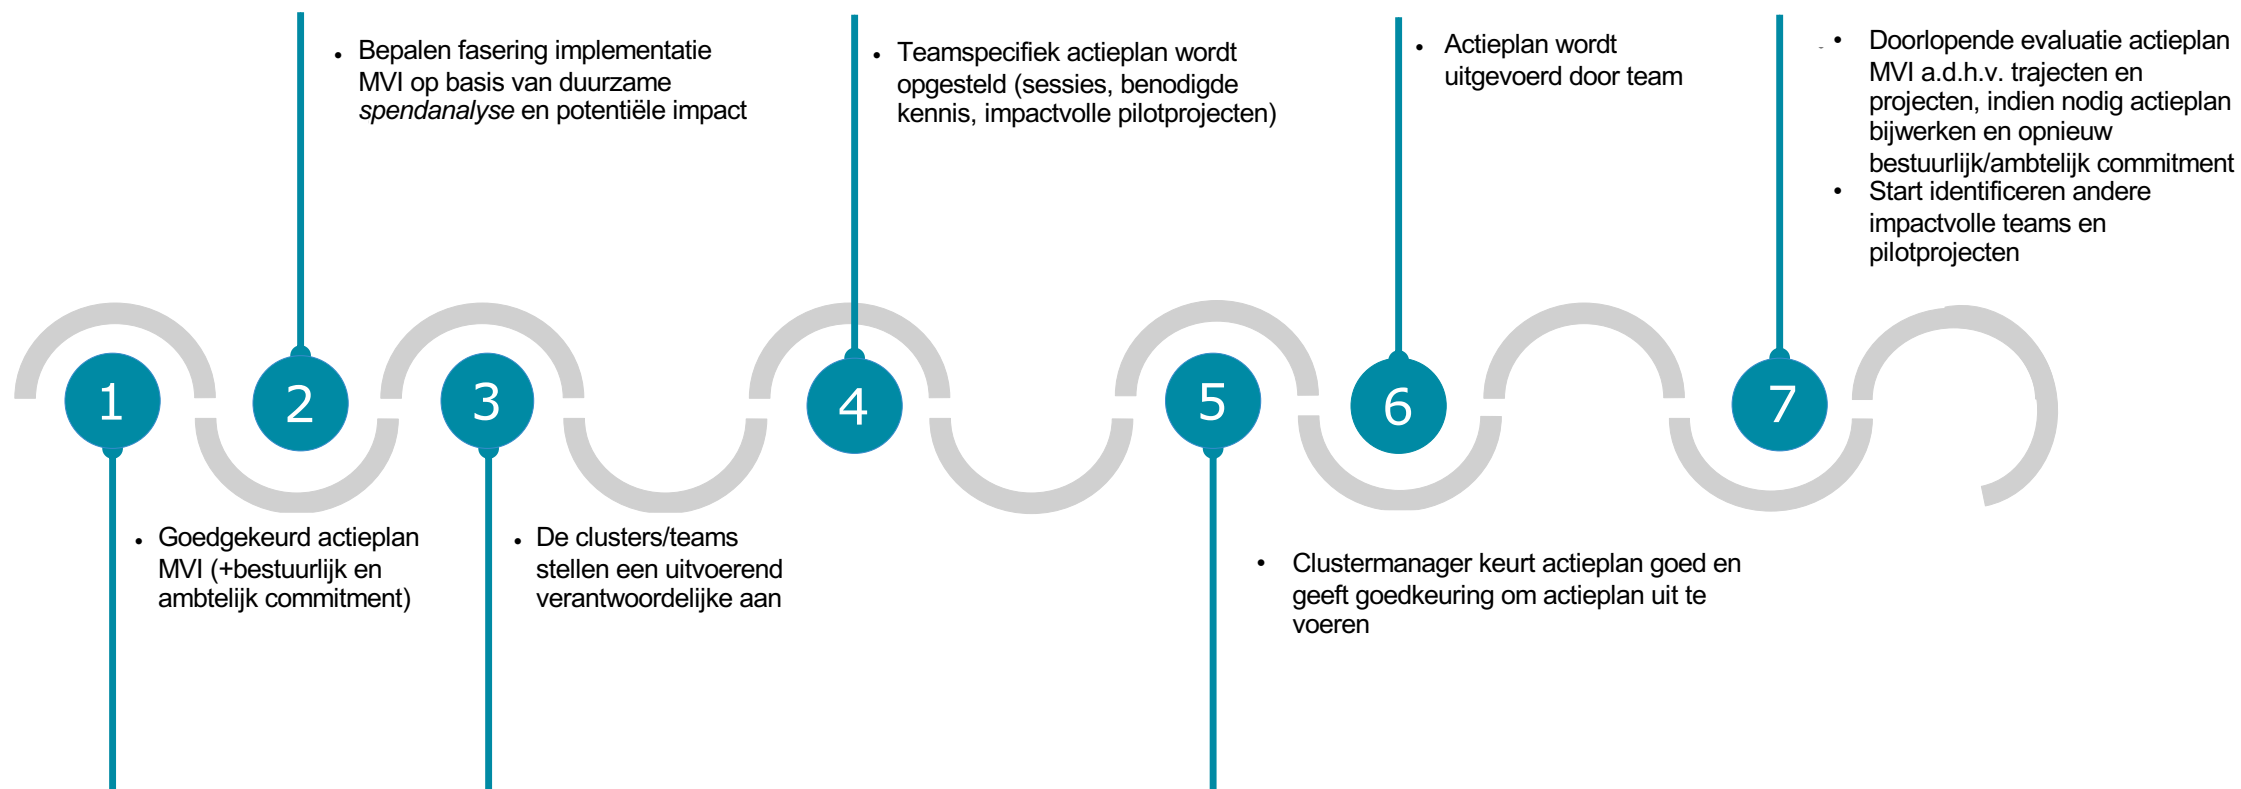 • Bepalen fasering implementatie
MVI op basis van duurzame
spendanalyse en potentiële impact
• Teamspecifiek actieplan wordt
opgesteld (sessies, benodigde
kennis, impactvolle pilotprojecten)
• Actieplan wordt
uitgevoerd door team
• Doorlopende evaluatie actieplan
MVI a.d.h.v. trajecten en
projecten, indien nodig actieplan
bijwerken en opnieuw
bestuurlijk/ambtelijk commitment
• Start identificeren andere
impactvolle teams en
pilotprojecten
1
2
3
4
5
6
7
• Goedgekeurd actieplan
MVI (+bestuurlijk en
ambtelijk commitment)
• De clusters/teams
stellen een uitvoerend
verantwoordelijke aan
• Clustermanager keurt actieplan goed en
geeft goedkeuring om actieplan uit te
voeren